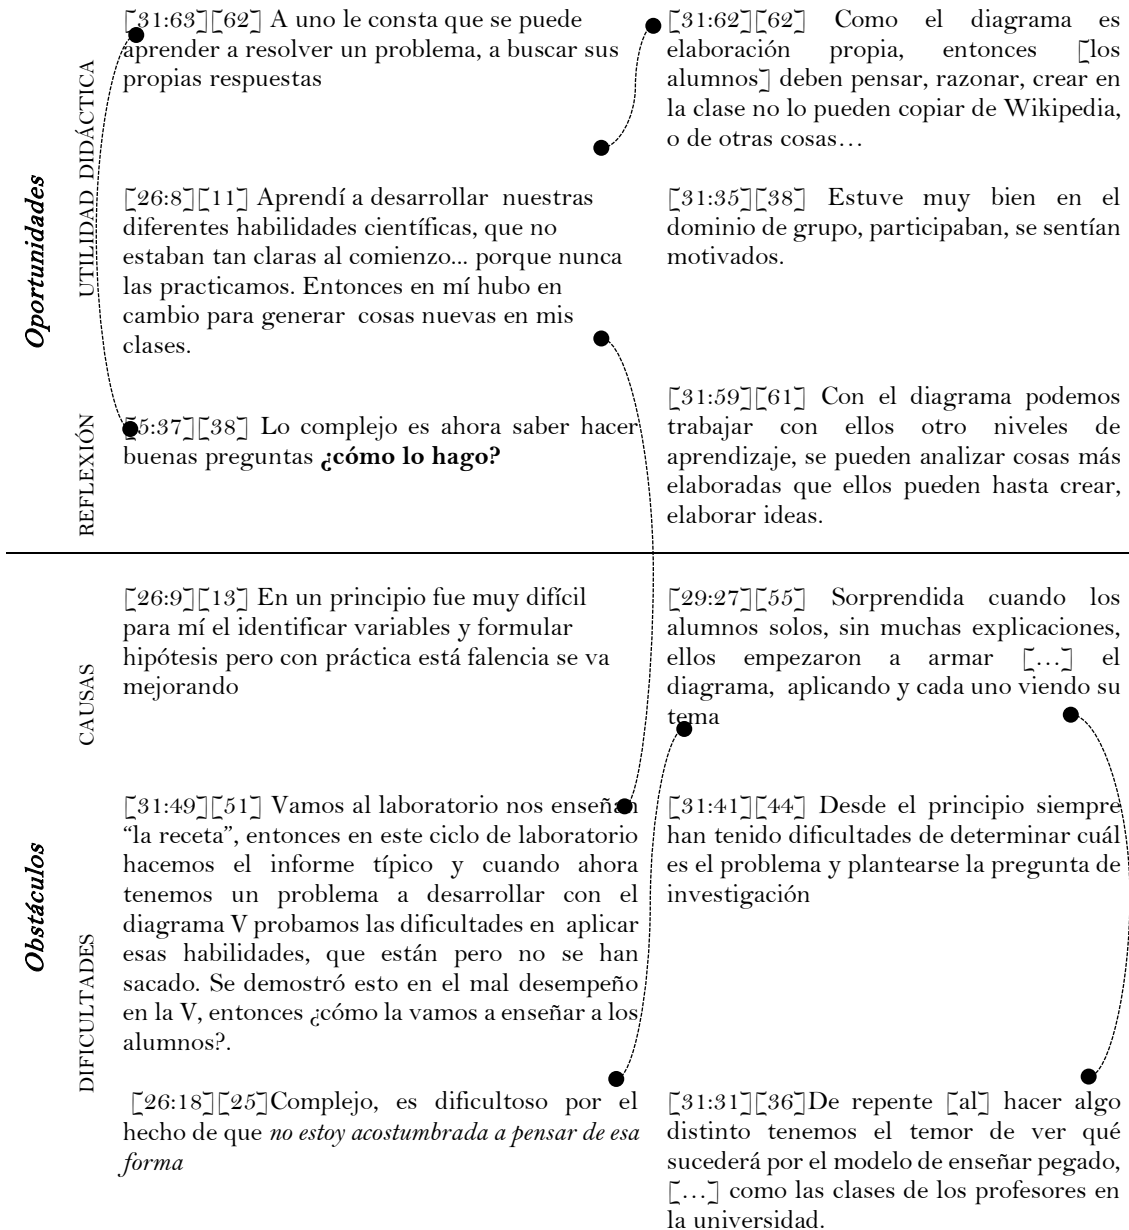 Oportunidades
UTILIDAD DIDÁCTICA
[31:63][62] A uno le consta que se puede
aprender a resolver un problema, a buscar sus
propias respuestas
[26:8][11] Aprendí a desarrollar nuestras
diferentes habilidades científicas, que no
estaban tan claras al comienzo... porque nunca
las practicamos. Entonces en mí hubo en
cambio para generar cosas nuevas en mis
clases.
[31:62][62] Como el diagrama es
elaboración propia, entonces [los
alumnos] deben pensar, razonar, crear en
la clase no lo pueden copiar de Wikipedia,
o de otras cosas…
[31:35][38] Estuve muy bien en el
dominio de grupo, participaban, se sentían
motivados.
REFLEXIÓN
5:37][38] Lo complejo es ahora saber hacer
buenas preguntas ¿cómo lo hago?
[31:59][61] Con el diagrama podemos
trabajar con ellos otro niveles de
aprendizaje, se pueden analizar cosas más
elaboradas que ellos pueden hasta crear,
elaborar ideas.
Obstáculos
CAUSAS
[26:9][13] En un principio fue muy difícil
para mí el identificar variables y formular
hipótesis pero con práctica está falencia se va
mejorando
[29:27][55] Sorprendida cuando los
alumnos solos, sin muchas explicaciones,
ellos empezaron a armar […] el
diagrama, aplicando y cada uno viendo su
tema
DIFICULTADES
[31:49][51] Vamos al laboratorio nos enseñan
“la receta”, entonces en este ciclo de laboratorio
hacemos el informe típico y cuando ahora
tenemos un problema a desarrollar con el
diagrama V probamos las dificultades en aplicar
esas habilidades, que están pero no se han
sacado. Se demostró esto en el mal desempeño
en la V, entonces ¿cómo la vamos a enseñar a los
alumnos?.
[26:18][25]Complejo, es dificultoso por el
hecho de que no estoy acostumbrada a pensar de esa
forma
[31:41][44] Desde el principio siempre
han tenido dificultades de determinar cuál
es el problema y plantearse la pregunta de
investigación
[31:31][36]De repente [al] hacer algo
distinto tenemos el temor de ver qué
sucederá por el modelo de enseñar pegado,
[…] como las clases de los profesores en
la universidad.